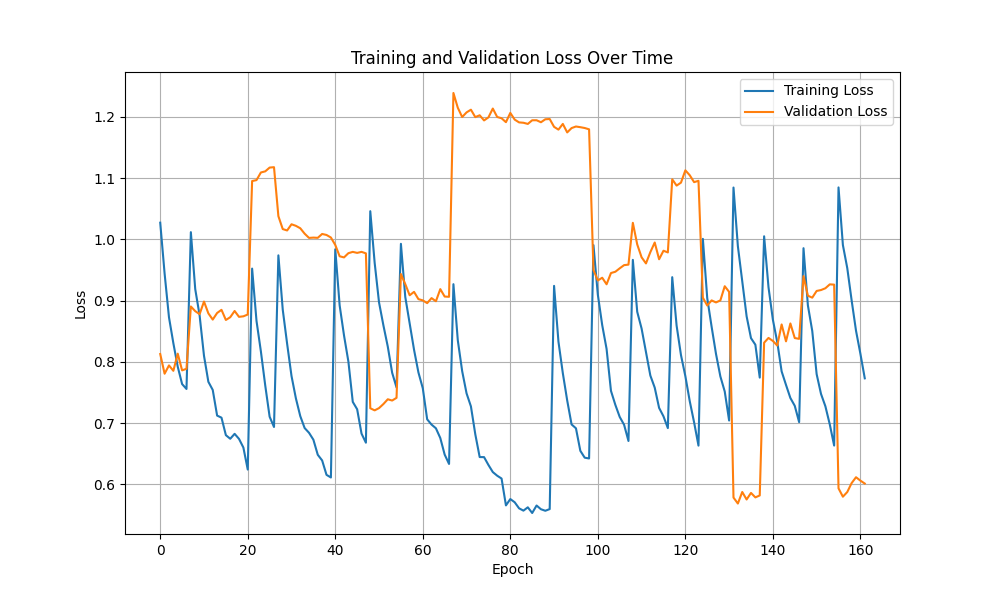 Training and Validation Loss Over Time
Training Loss
Validation Loss
1.2
1.1
1.0
0.9
0.8
0.7
0.6
Loss
0 20 40 60 80 100 120 140 160
Epoch